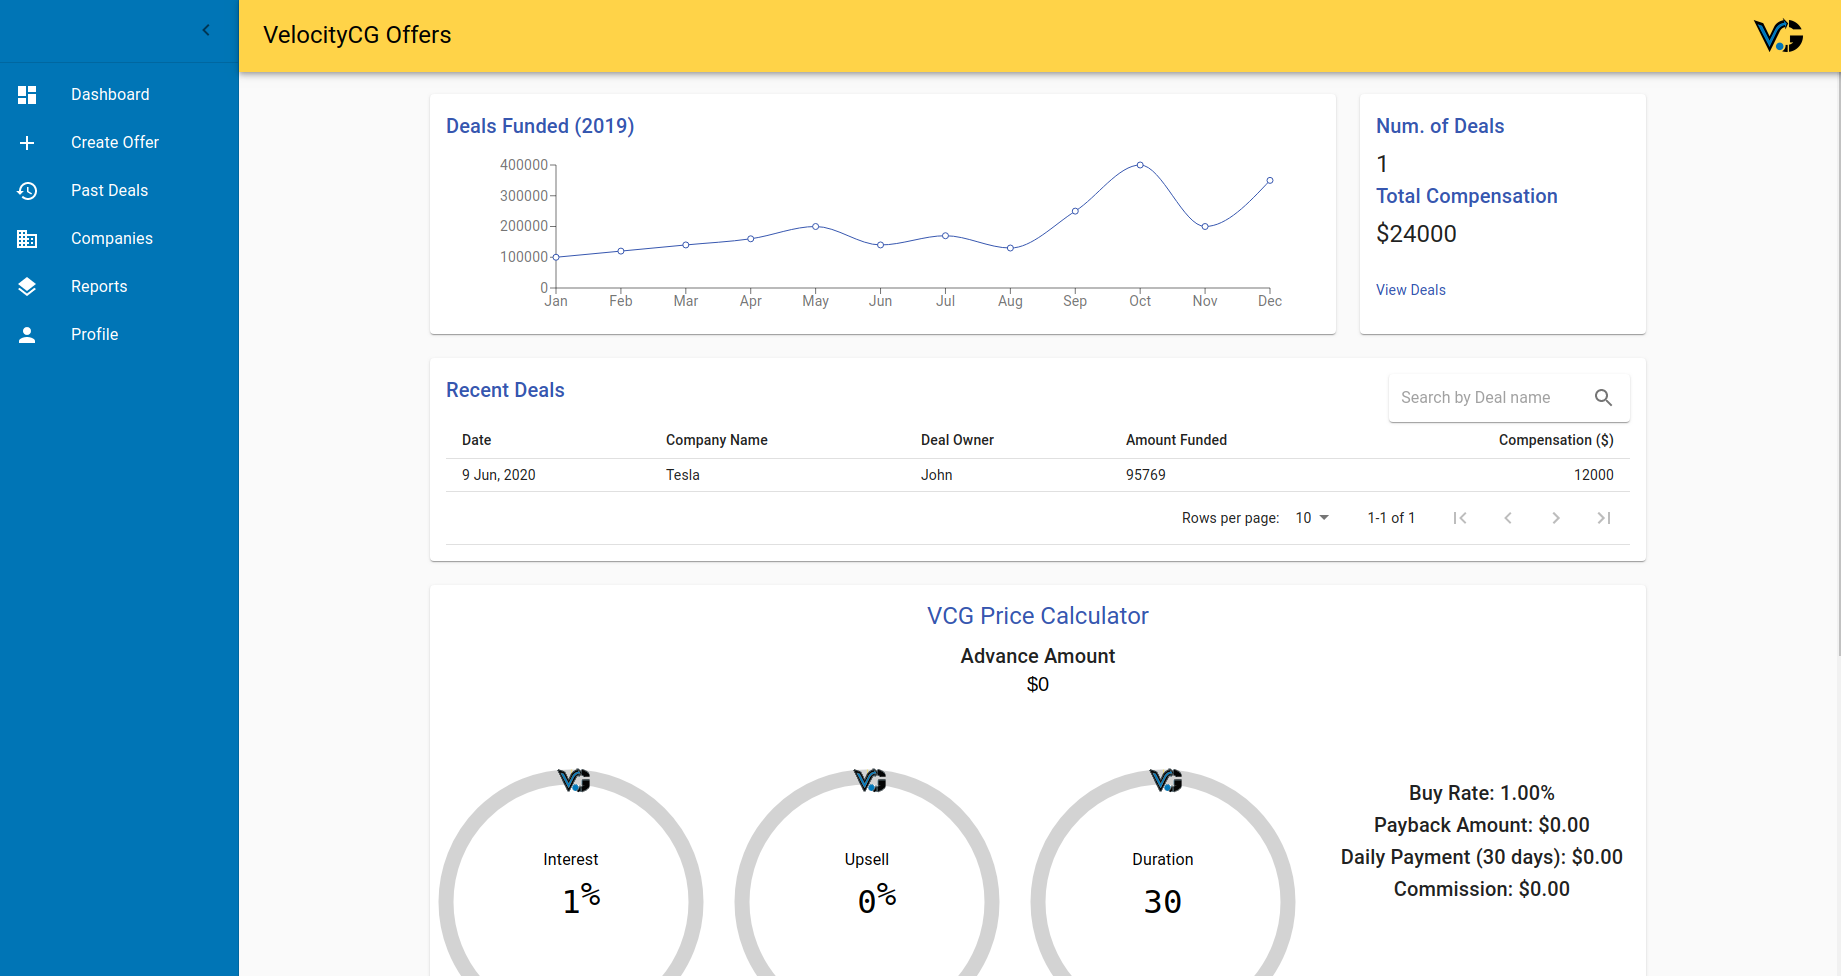 VelocityCG Offers
VG
Dashboard
Create Offer
Past Deals
Companies
Reports
Profile
Deals Funded (2019)
400000
300000
200000
100000
0
Jan Feb Mar Apr May Jun Jul Aug Sep Oct Nov Dec
Num. of Deals
1
Total Compensation
$24000
View Deals
Recent Deals
Search by Deal name
Date Company Name Deal Owner Amount Funded Compensation ($)
9 Jun, 2020 Tesla John 95769 12000
Rows per page: 10 1-1 of 1
VCG Price Calculator
Advance Amount
$0
VG VG VG
Interest Upsell Duration
1% 0% 30
Buy Rate: 1.00%
Payback Amount: $0.00
Daily Payment (30 days): $0.00
Commission: $0.00